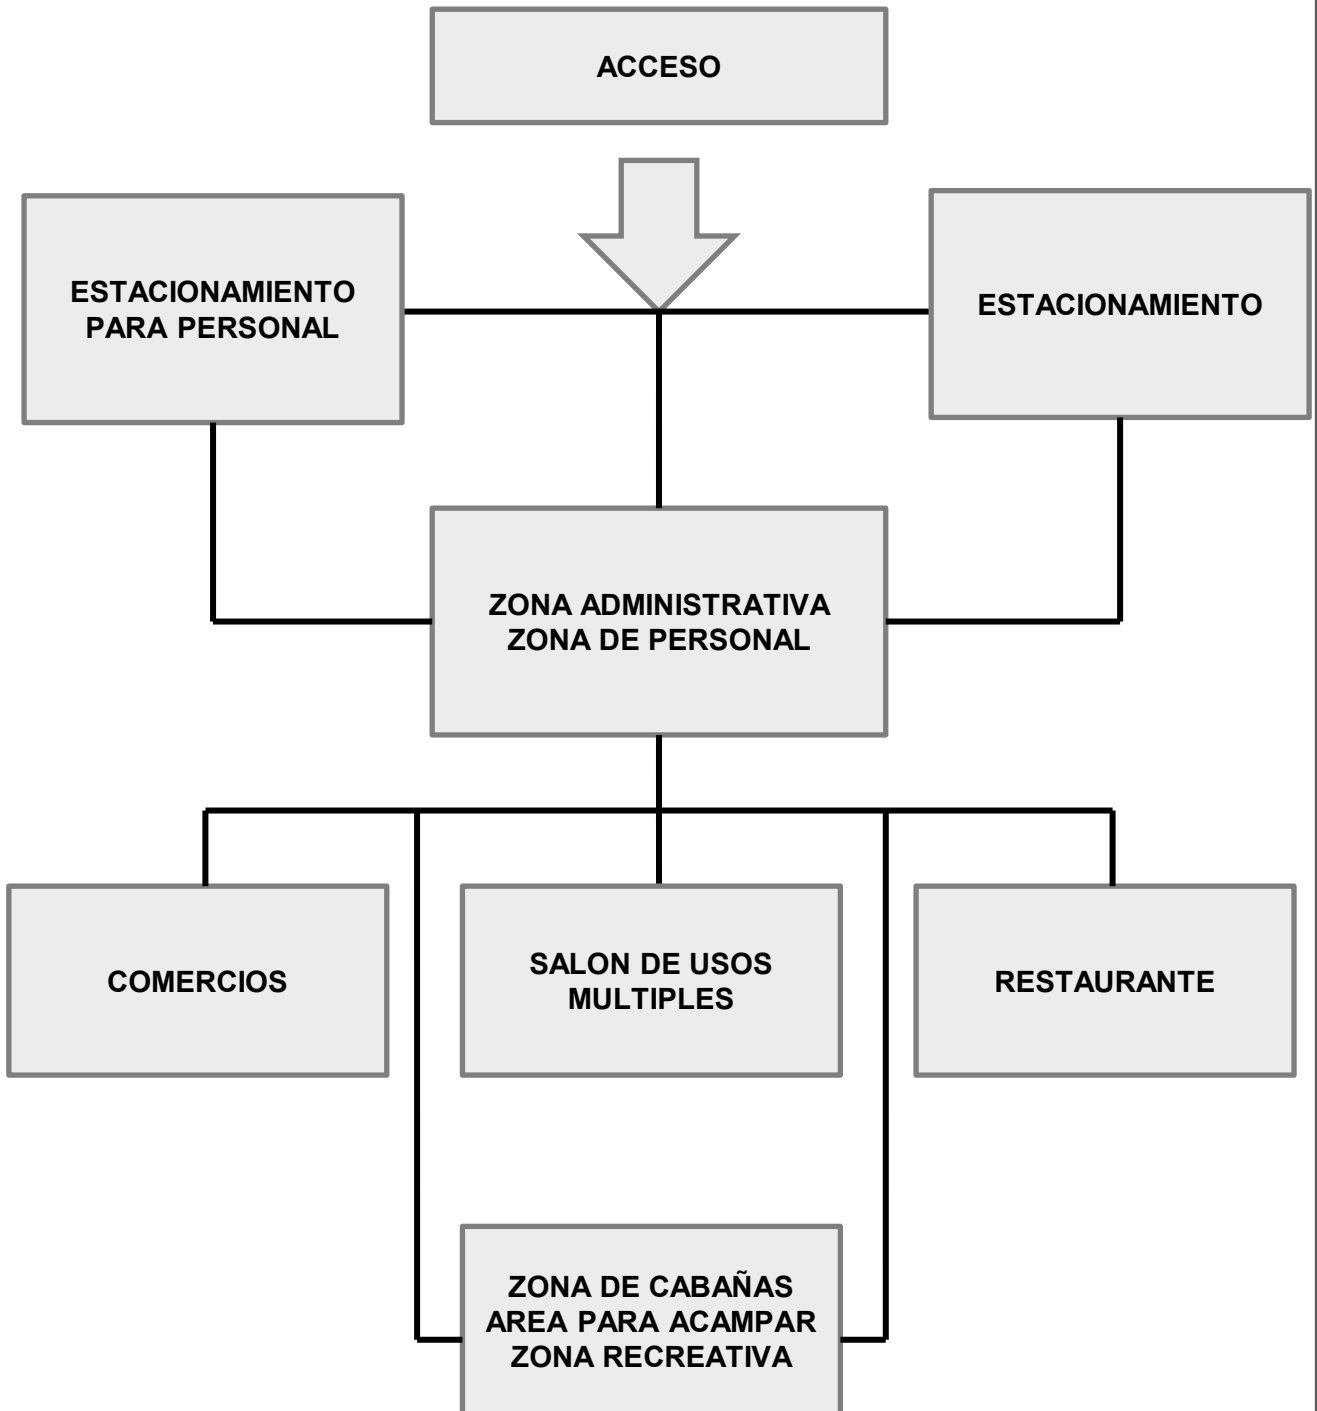 ACCESO
ESTACIONAMIENTO
PARA PERSONAL
ESTACIONAMIENTO
ZONA ADMINISTRATIVA
ZONA DE PERSONAL
COMERCIOS
SALON DE USOS
MULTIPLES
RESTAURANTE
ZONA DE CABAÑAS
AREA PARA ACAMPAR
ZONA RECREATIVA